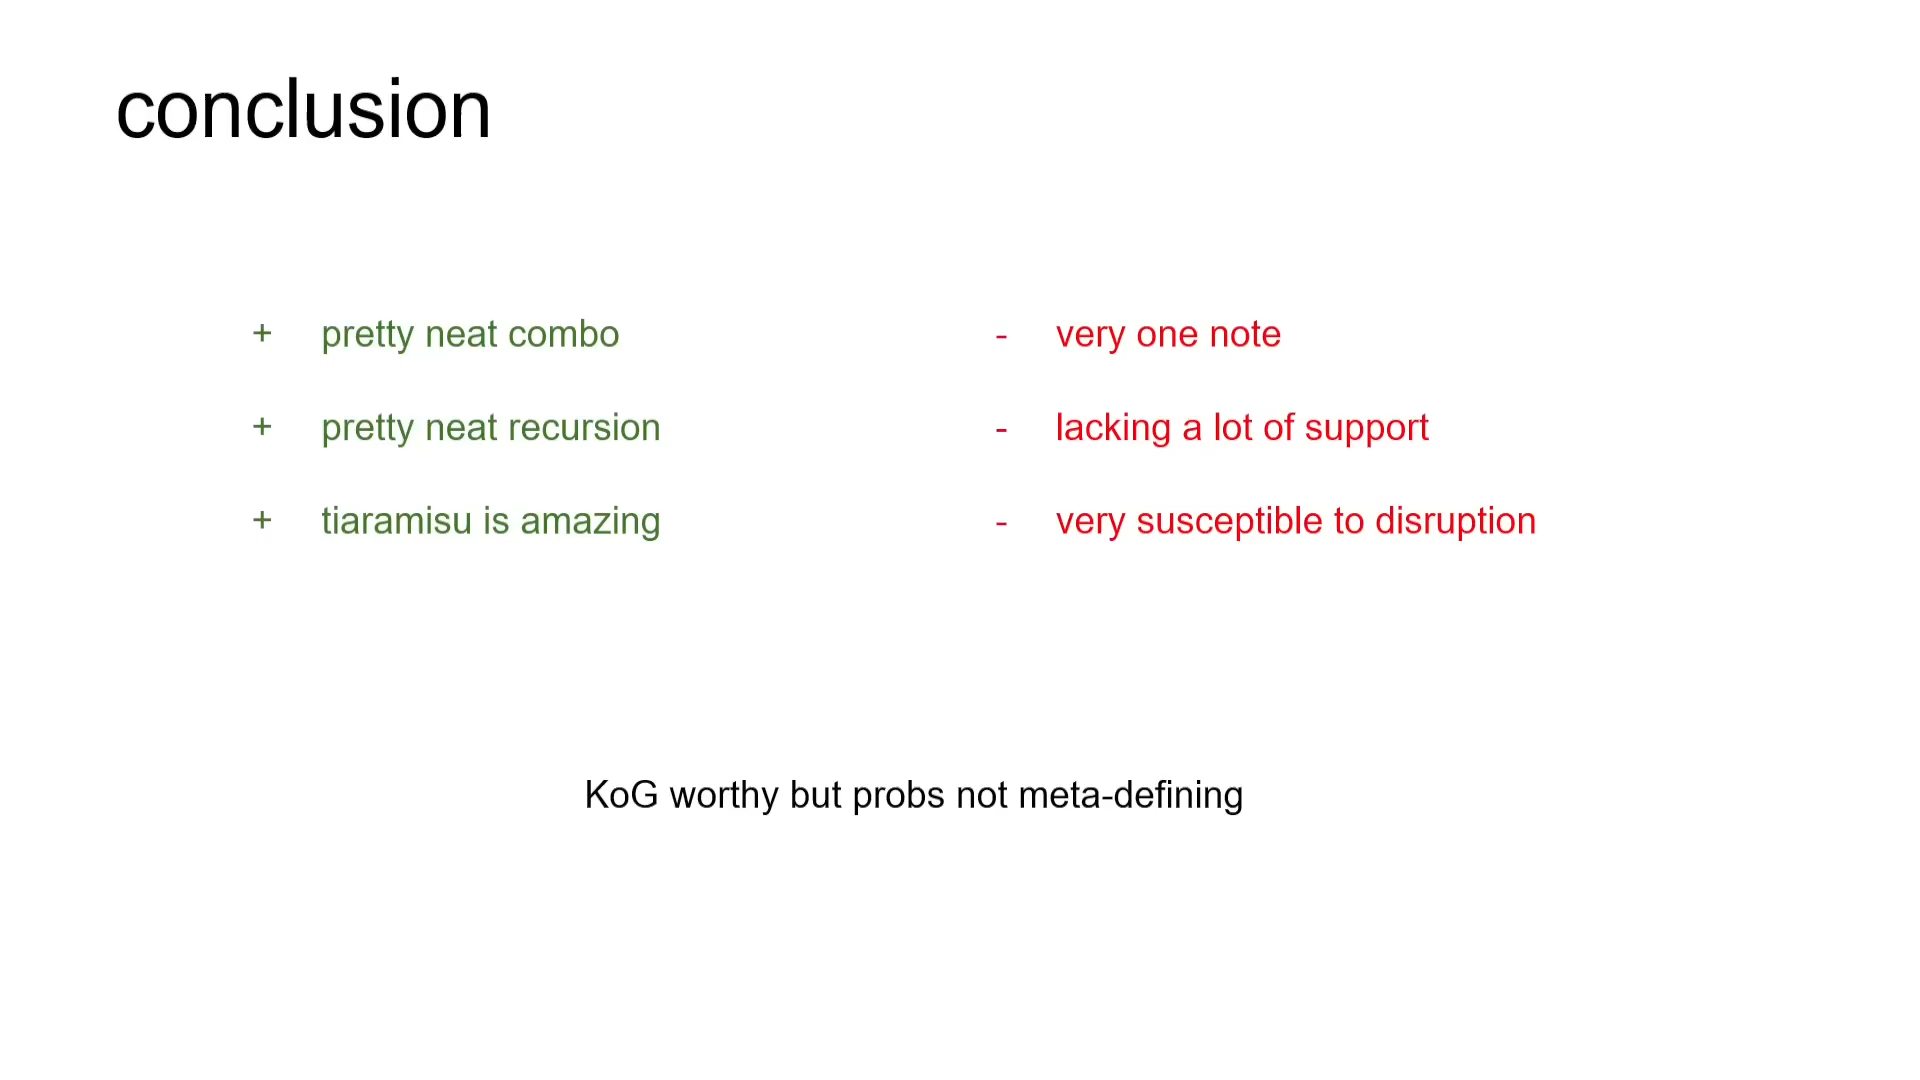 conclusion
+ pretty neat combo
+ pretty neat recursion
+ tiaramisu is amazing
- very one note
- lacking a lot of support
- very susceptible to disruption
KoG worthy but probs not meta-defining